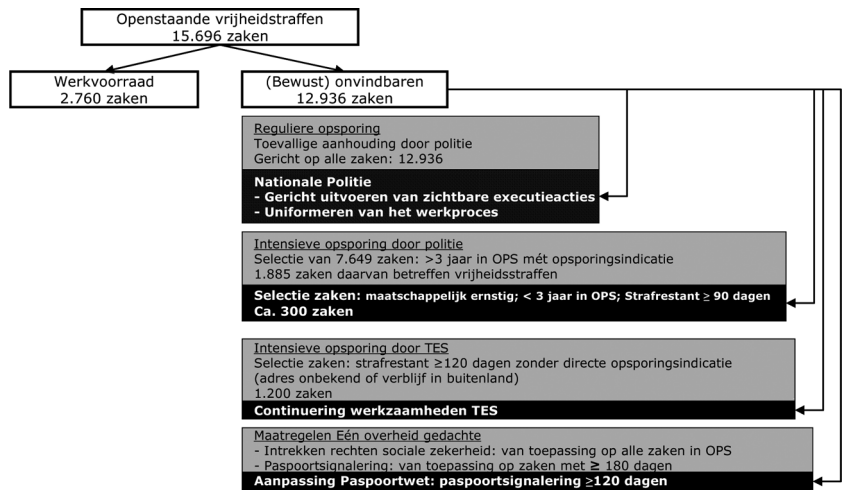 Openstaande vrijheidstraffen
15.696 zaken
Werkvoorraad
2.760 zaken
(Bewust) onvindbaren
12.936 zaken
Reguliere opsporing
Toevallige aanhouding door politie
Gericht op alle zaken: 12.936
Nationale Politie
- Gericht uitvoeren van zichtbare executieacties
- Uniformeren van het werkproces
Intensieve opsporing door politie
Selectie van 7.649 zaken: >3 jaar in OPS mét opsporingsindicatie
1.885 zaken daarvan betreffen vrijheidsstraffen
Selectie zaken: maatschappelijk ernstig; < 3 jaar in OPS; Strafrestant ≥ 90 dagen
Ca. 300 zaken
Intensieve opsporing door TES
Selectie zaken: strafrestant ≥120 dagen zonder directe opsporingsindicatie
(adres onbekend of verblijf in buitenland)
1.200 zaken
Continuering werkzaamheden TES
Maatregelen Eén overheid gedachte
- Intrekken rechten sociale zekerheid: van toepassing op alle zaken in OPS
- Paspoortsignalering: van toepassing op zaken met ≥ 180 dagen
Aanpassing Paspoortwet: paspoortsignalering ≥120 dagen